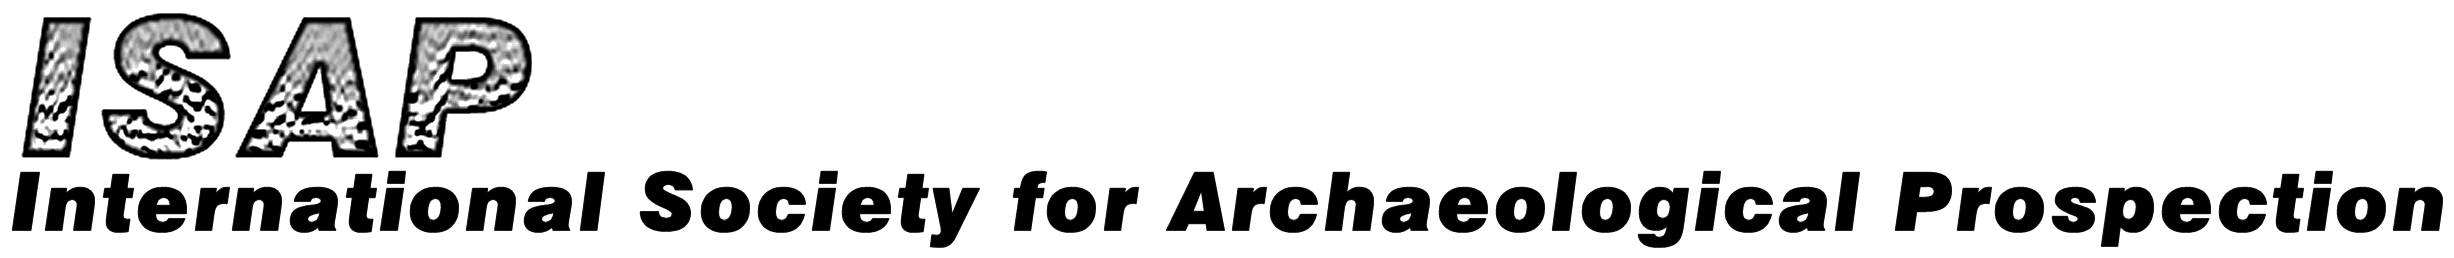 ISAP
International Society for Archaeological Prospection